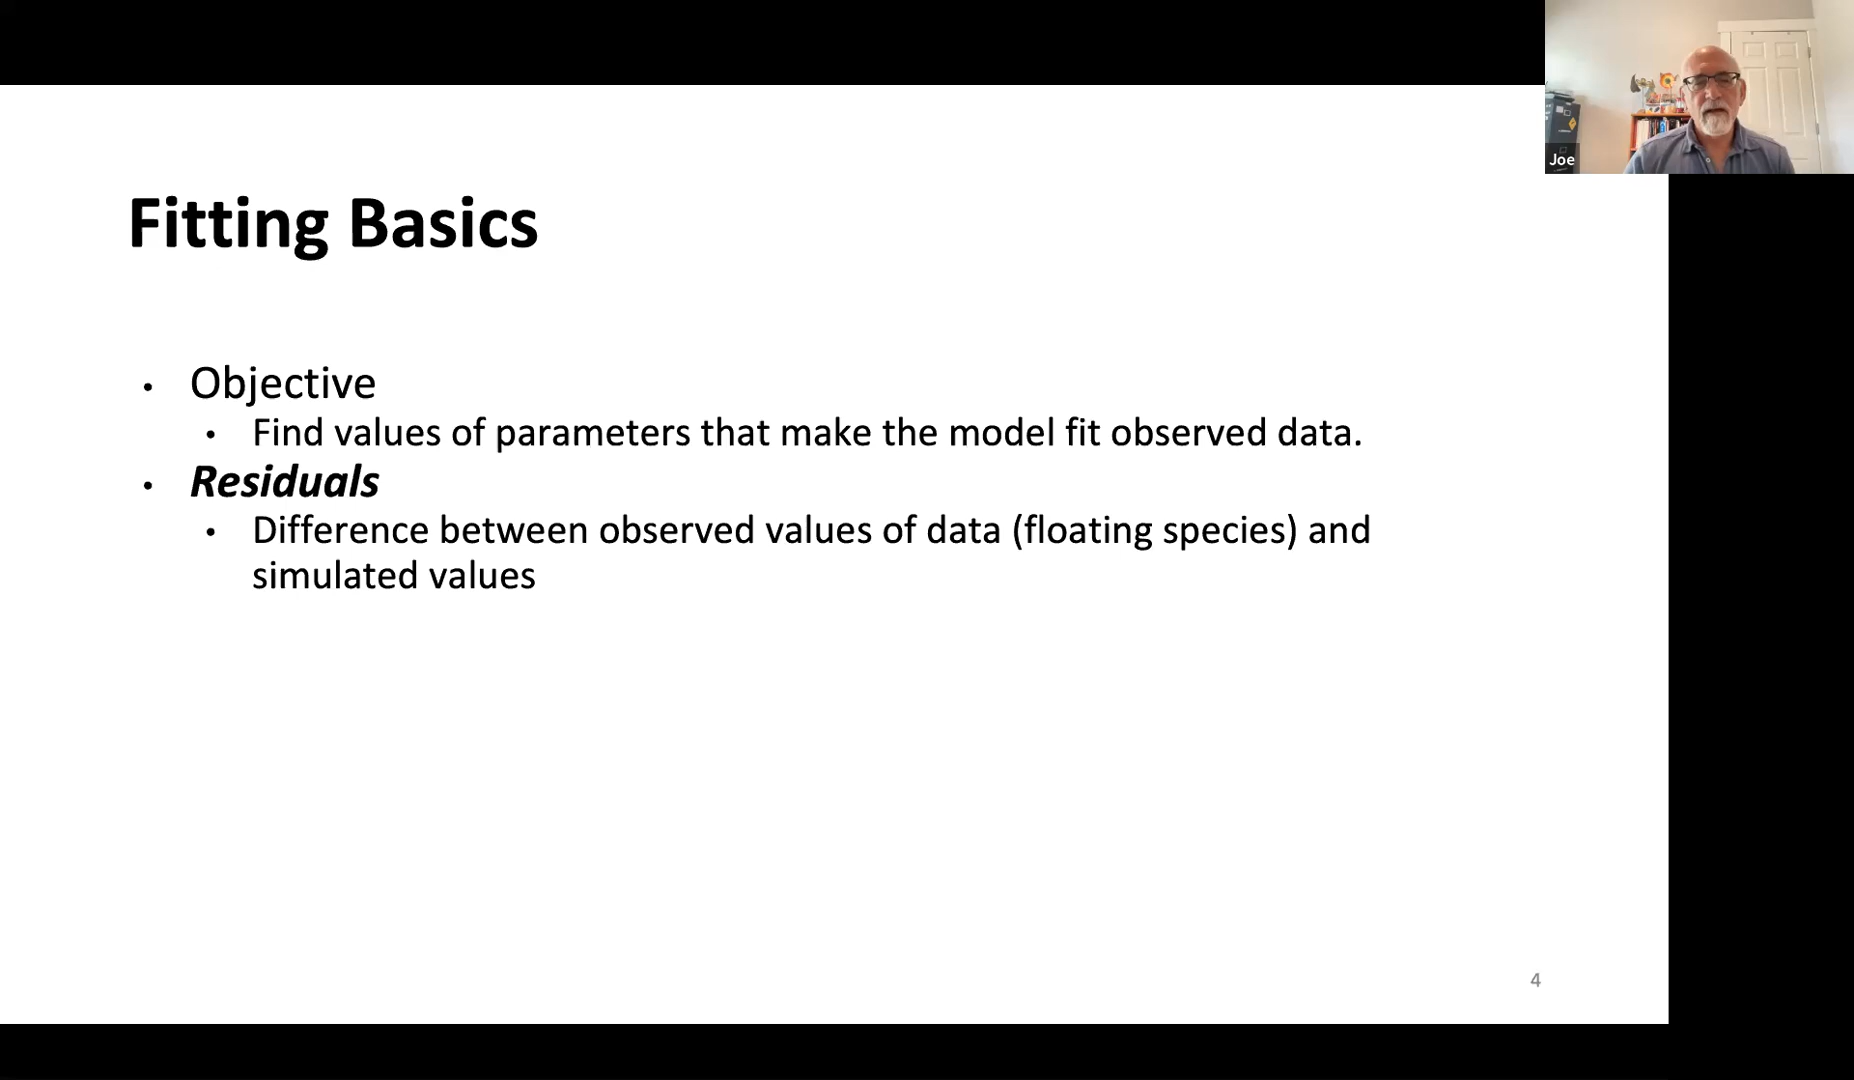 Joe
Fitting Basics
• Objective
• Find values of parameters that make the model fit observed data.
• Residuals
• Difference between observed values of data (floating species) and
simulated values
4